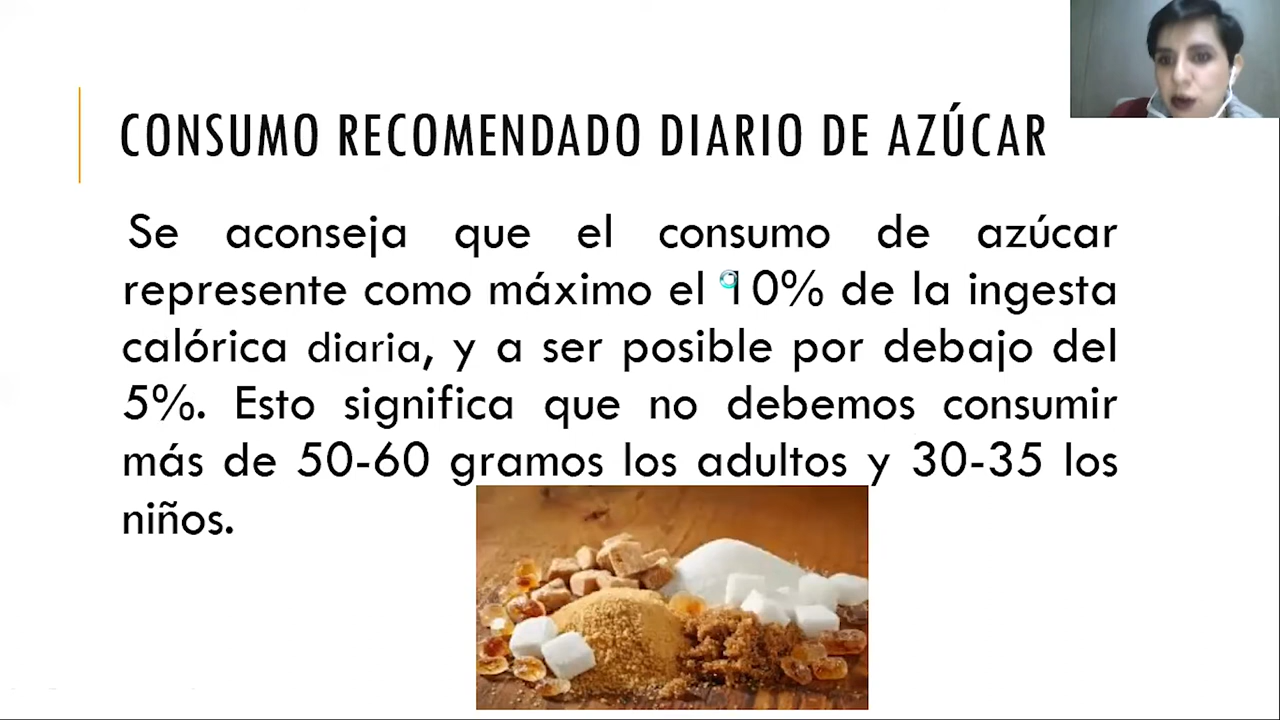 CONSUMO RECOMENDADO DIARIO DE AZÚCAR
Se aconseja que el consumo de azúcar
represente como máximo el 10% de la ingesta
calórica diaria, y a ser posible por debajo del
5%. Esto significa que no debemos consumir
más de 50-60 gramos los adultos y 30-35 los
niños.